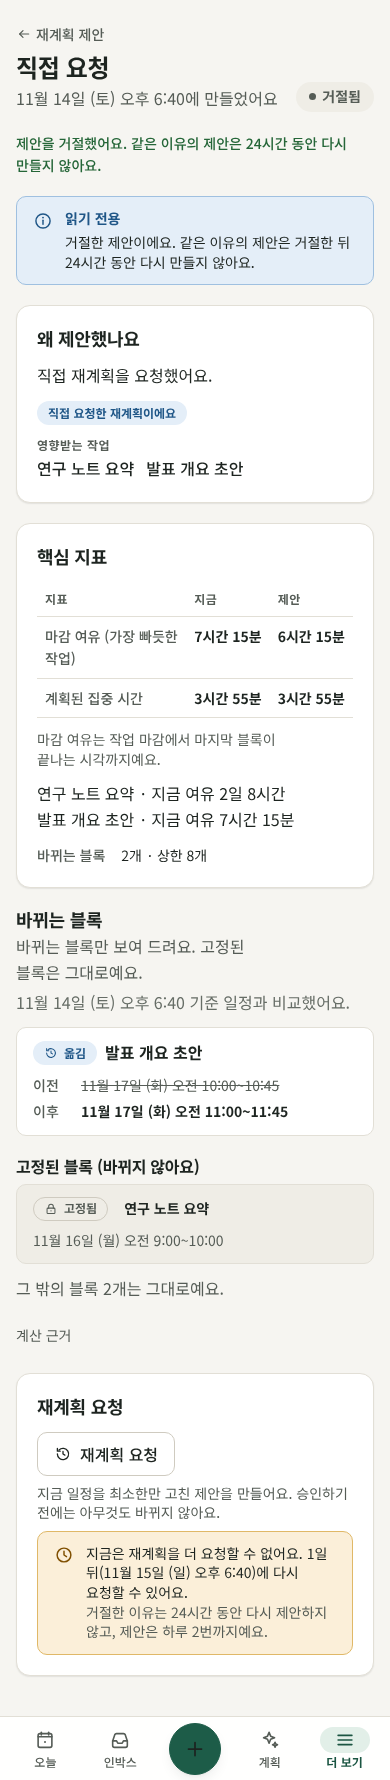 ← 재계획 제안
직접 요청
11월 14일 (토) 오후 6:40에 만들었어요
거절됨
제안을 거절했어요. 같은 이유의 제안은 24시간 동안 다시
만들지 않아요.
읽기 전용
거절한 제안이에요. 같은 이유의 제안은 거절한 뒤
24시간 동안 다시 만들지 않아요.
왜 제안했나요
직접 재계획을 요청했어요.
직접 요청한 재계획이에요
영향받는 작업
연구 노트 요약 발표 개요 초안
핵심 지표
지표 지금 제안
마감 여유 (가장 빠듯한 7시간 15분 6시간 15분
작업)
계획된 집중 시간 3시간 55분 3시간 55분
마감 여유는 작업 마감에서 마지막 블록이
끝나는 시각까지예요.
연구 노트 요약 · 지금 여유 2일 8시간
발표 개요 초안 · 지금 여유 7시간 15분
바뀌는 블록 2개 · 상한 8개
바뀌는 블록
바뀌는 블록만 보여 드려요. 고정된
블록은 그대로예요.
11월 14일 (토) 오후 6:40 기준 일정과 비교했어요.
옮김 발표 개요 초안
이전 11월 17일 (화) 오전 10:00~10:45
이후 11월 17일 (화) 오전 11:00~11:45
고정된 블록 (바뀌지 않아요)
고정됨 연구 노트 요약
11월 16일 (월) 오전 9:00~10:00
그 밖의 블록 2개는 그대로예요.
계산 근거
재계획 요청
재계획 요청
지금 일정을 최소한만 고친 제안을 만들어요. 승인하기
전에는 아무것도 바뀌지 않아요.
지금은 재계획을 더 요청할 수 없어요. 1일
뒤(11월 15일 (일) 오후 6:40)에 다시
요청할 수 있어요.
거절한 이유는 24시간 동안 다시 제안하지
않고, 제안은 하루 2번까지예요.
오늘 인박스 계획 더 보기